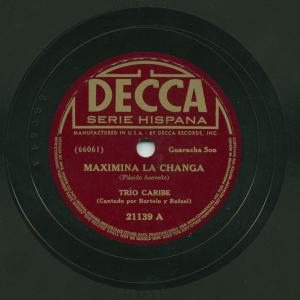 DECCA
SERIE HISPANA
MANUFACTURED IN U.S.A. - BY DECCA RECORDS, INC.
(66061) Guaracha Son
MAXIMINA LA CHANGA
(Plácido Acevedo)
TRÍO CARIBE
(Cantado por Bartolo y Rafael)
21139 A